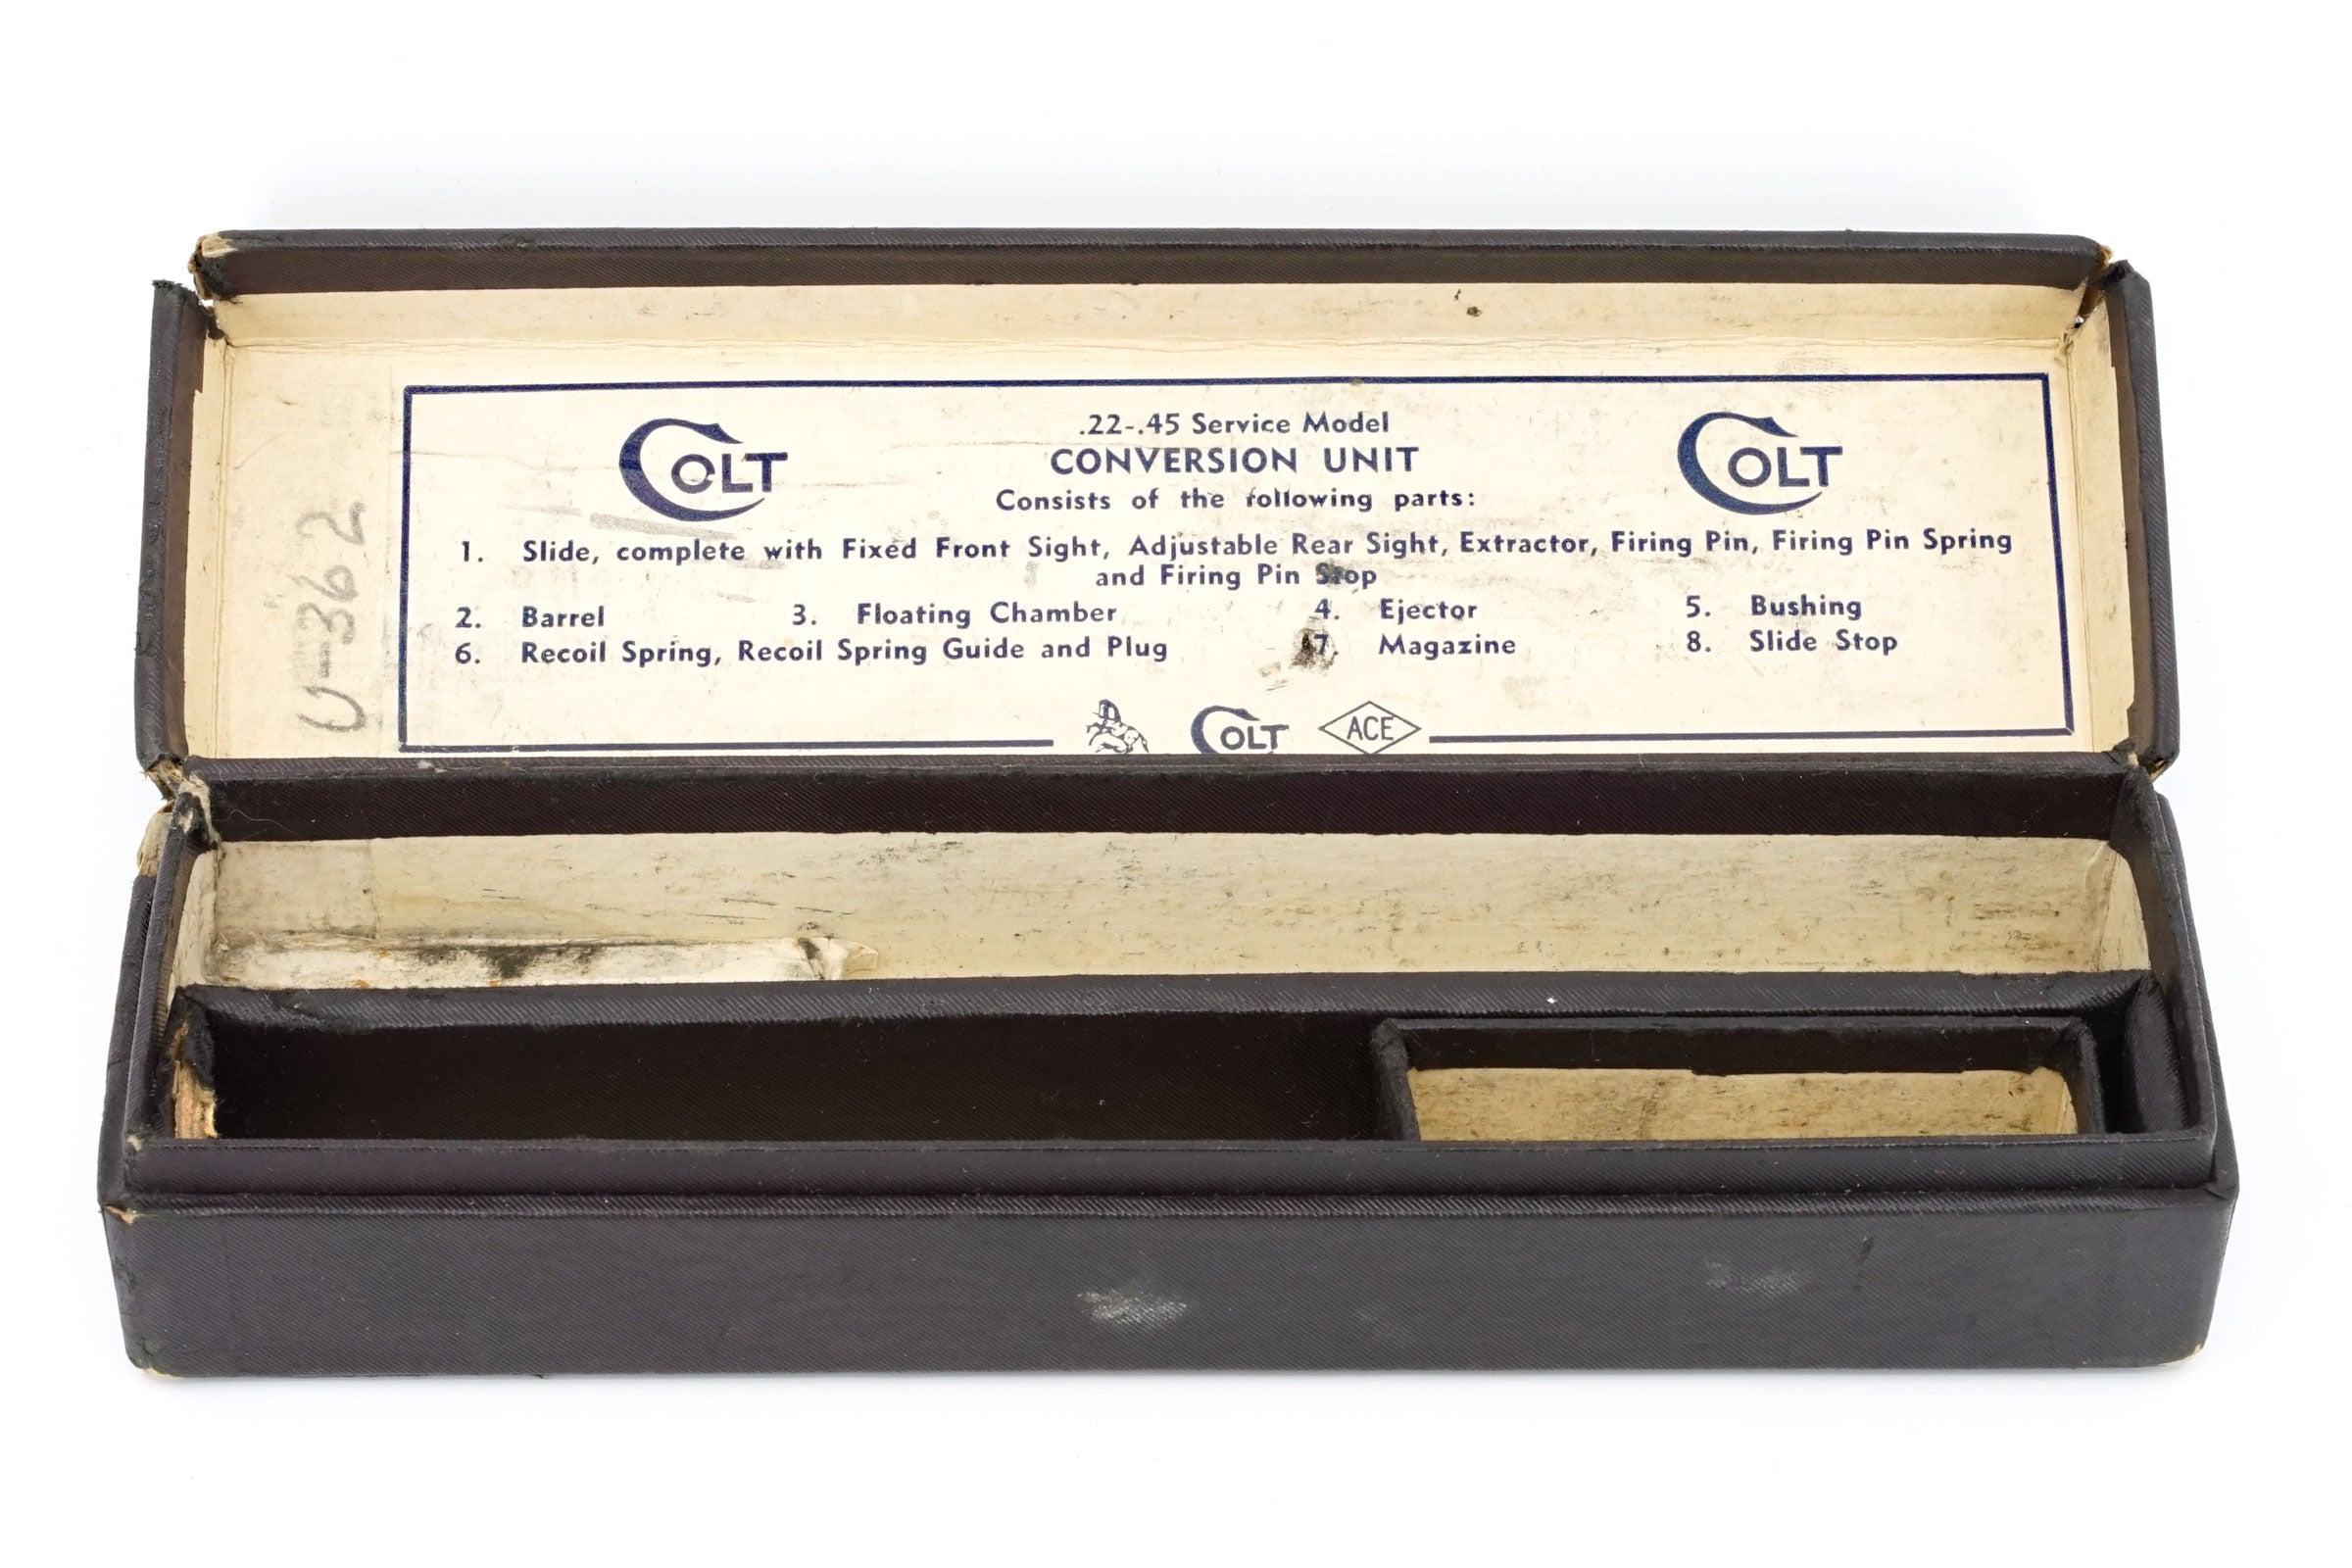 COLT
.22-.45 Service Model
COLT
CONVERSION UNIT
Consists of the following parts:
1. Slide, complete with Fixed Front Sight, Adjustable Rear Sight, Extractor, Firing Pin, Firing Pin Spring
and Firing Pin Stop
2. Barrel 3. Floating Chamber 4. Ejector 5. Bushing
6. Recoil Spring, Recoil Spring Guide and Plug 7. Magazine 8. Slide Stop
COLT ACE
U-362